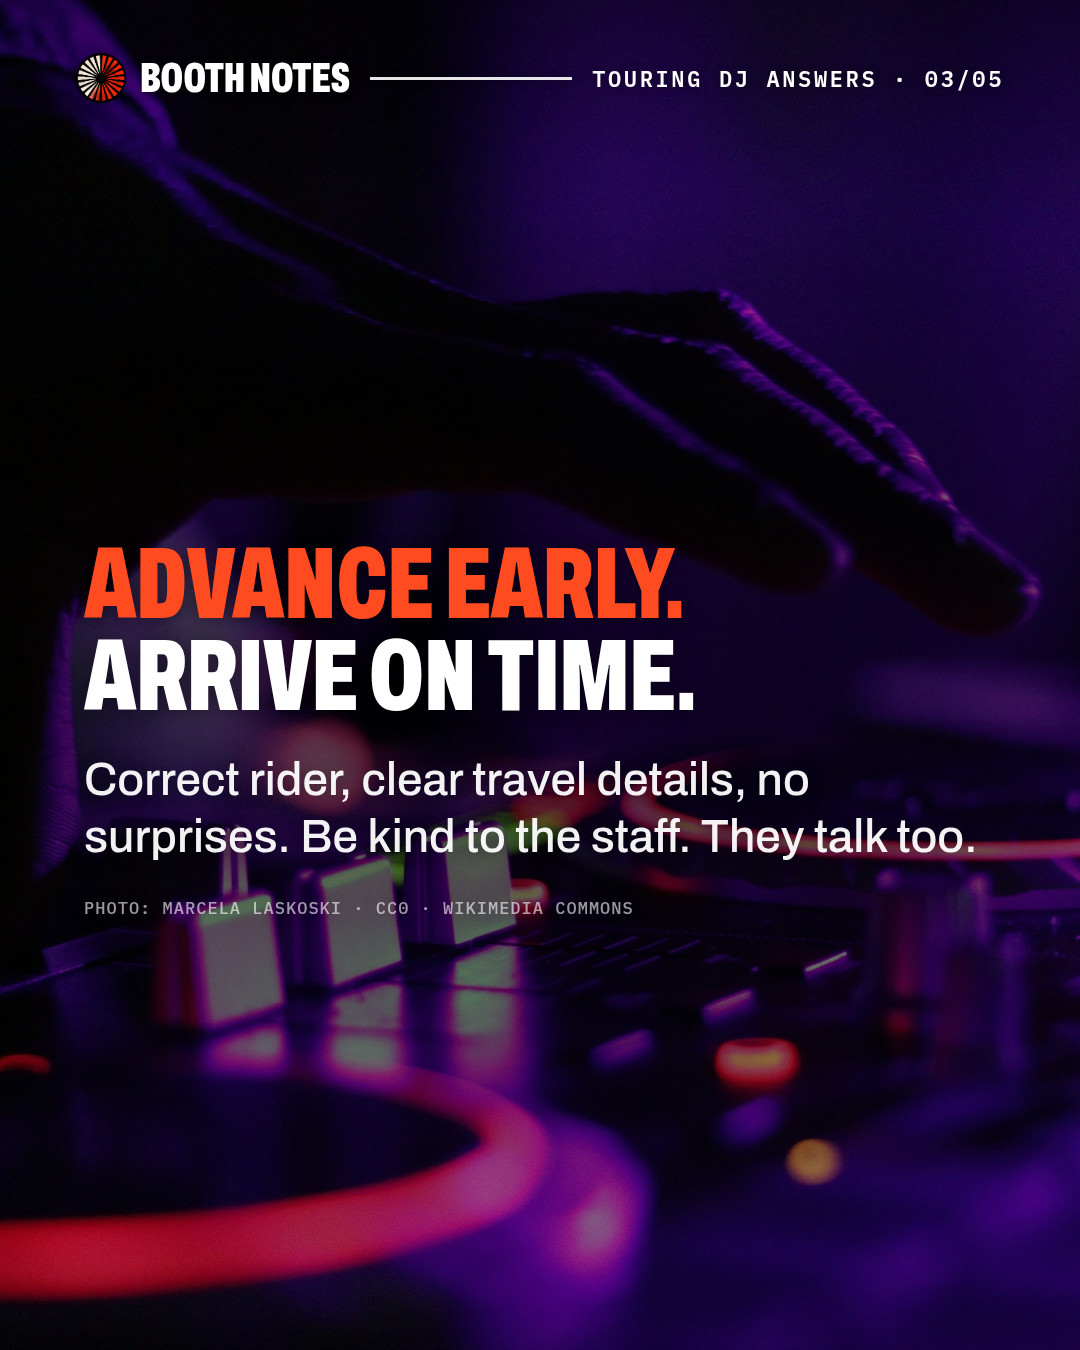 BOOTH NOTES
TOURING DJ ANSWERS · 03/05
ADVANCE EARLY.
ARRIVE ON TIME.
Correct rider, clear travel details, no
surprises. Be kind to the staff. They talk too.
PHOTO: MARCELA LASKOSKI · CC0 · WIKIMEDIA COMMONS